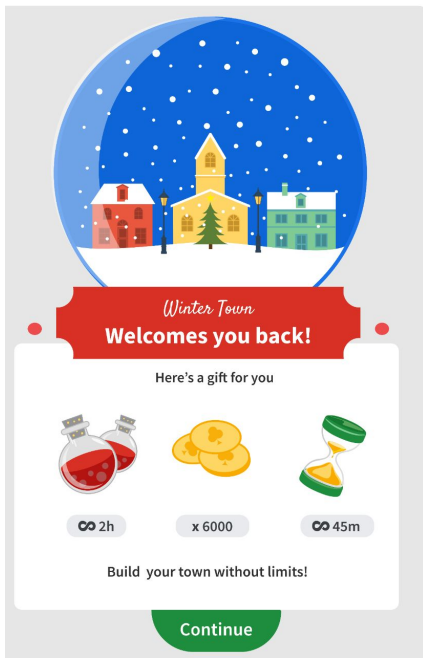 Winter Town
Welcomes you back!
Here's a gift for you
∞ 2h
x 6000
∞ 45m
Build your town without limits!
Continue